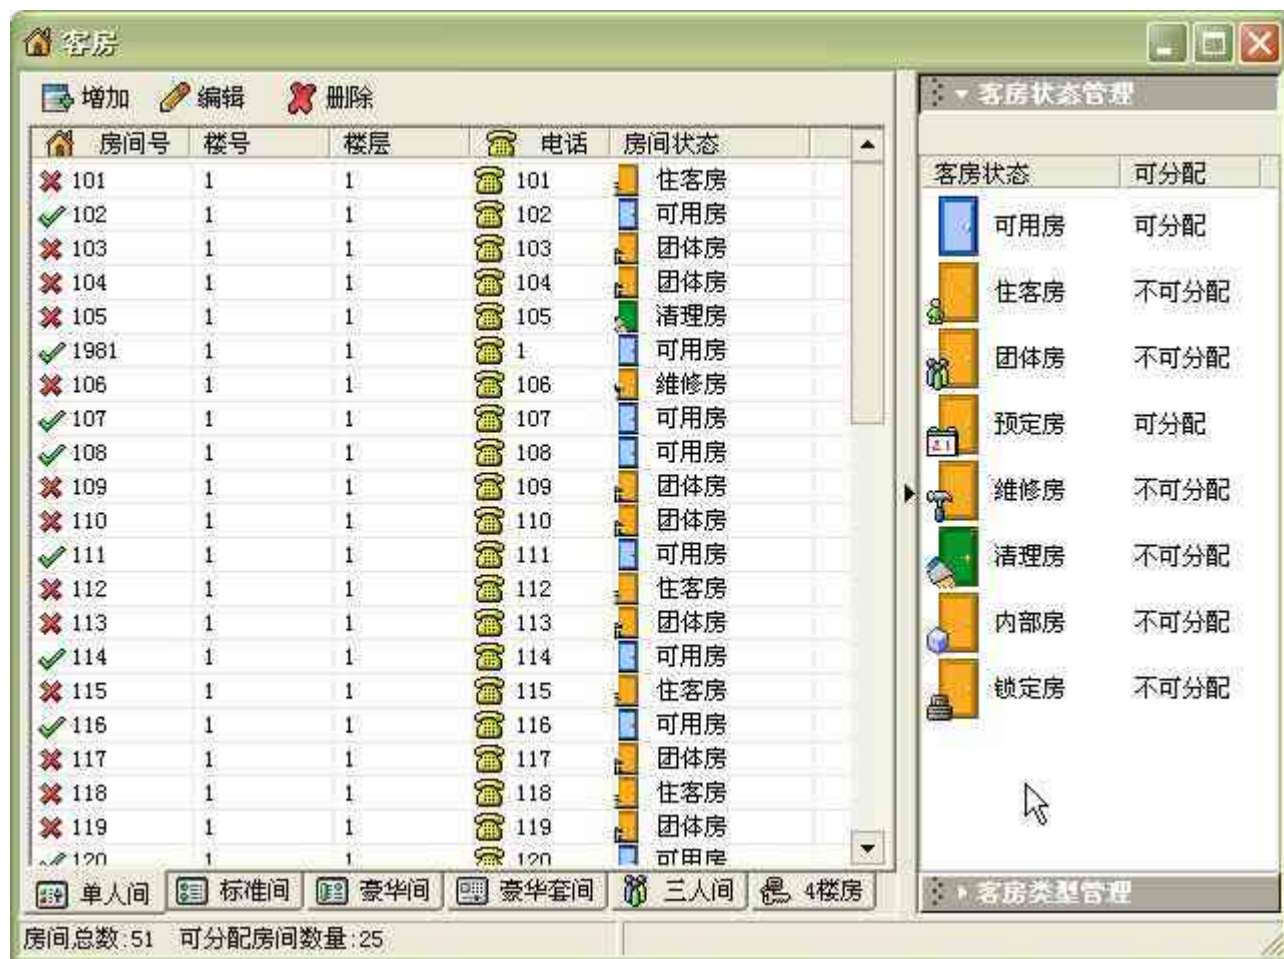 客房
增加 编辑 删除
房间号 楼号 楼层 电话 房间状态
101 1 1 101 住客房
102 1 1 102 可用房
103 1 1 103 团体房
104 1 1 104 团体房
105 1 1 105 清理房
1981 1 1 1 可用房
106 1 1 106 维修房
107 1 1 107 可用房
108 1 1 108 可用房
109 1 1 109 团体房
110 1 1 110 团体房
111 1 1 111 可用房
112 1 1 112 住客房
113 1 1 113 团体房
114 1 1 114 可用房
115 1 1 115 住客房
116 1 1 116 可用房
117 1 1 117 团体房
118 1 1 118 住客房
119 1 1 119 团体房
120 1 1 120 可用房
单人间 标准间 豪华间 豪华套间 三人间 4楼房
房间总数:51 可分配房间数量:25
客房状态管理
客房状态 可分配
可用房 可分配
住客房 不可分配
团体房 不可分配
预定房 可分配
维修房 不可分配
清理房 不可分配
内部房 不可分配
锁定房 不可分配
客房类型管理